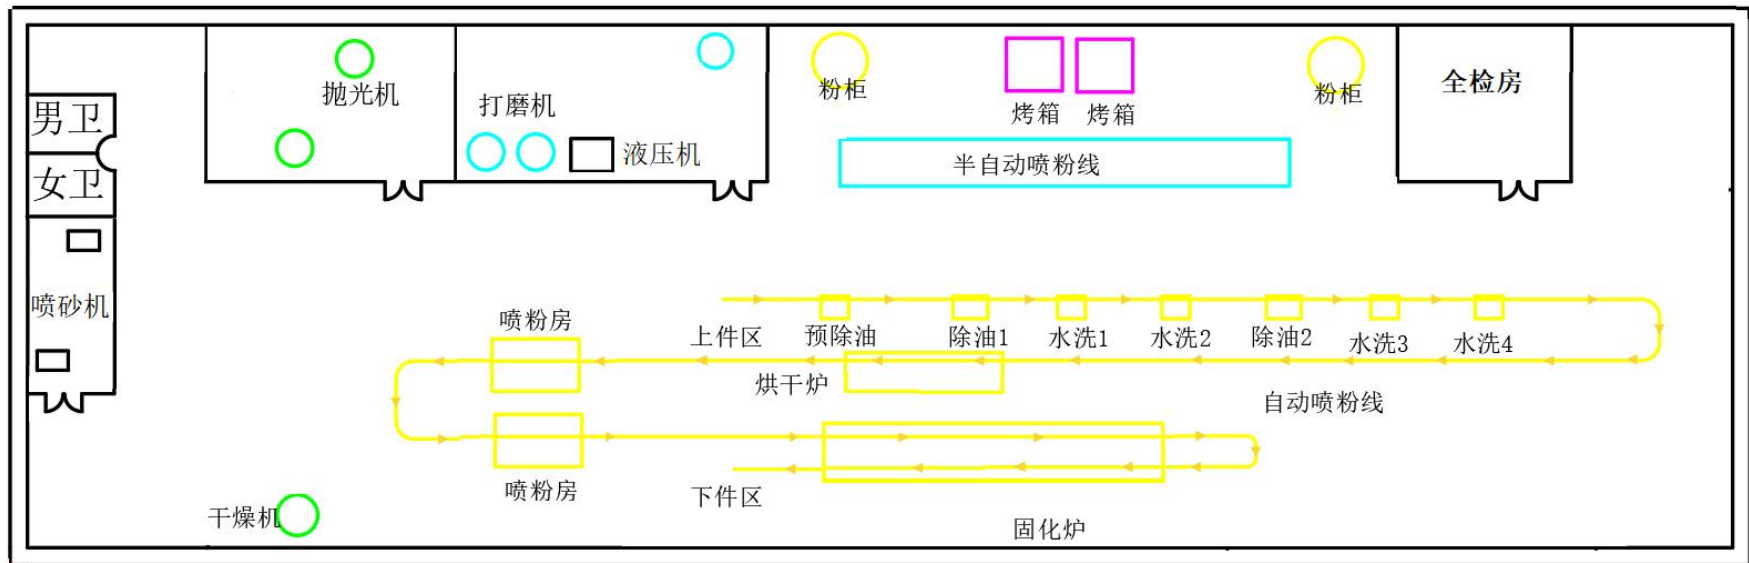 抛光机
打磨机
液压机
粉柜
烤箱
烤箱
粉柜
全检房
男卫
女卫
半自动喷粉线
喷砂机
喷粉房
上件区
预除油
除油1
水洗1
水洗2
除油2
水洗3
水洗4
烘干炉
自动喷粉线
喷粉房
下件区
干燥机
固化炉